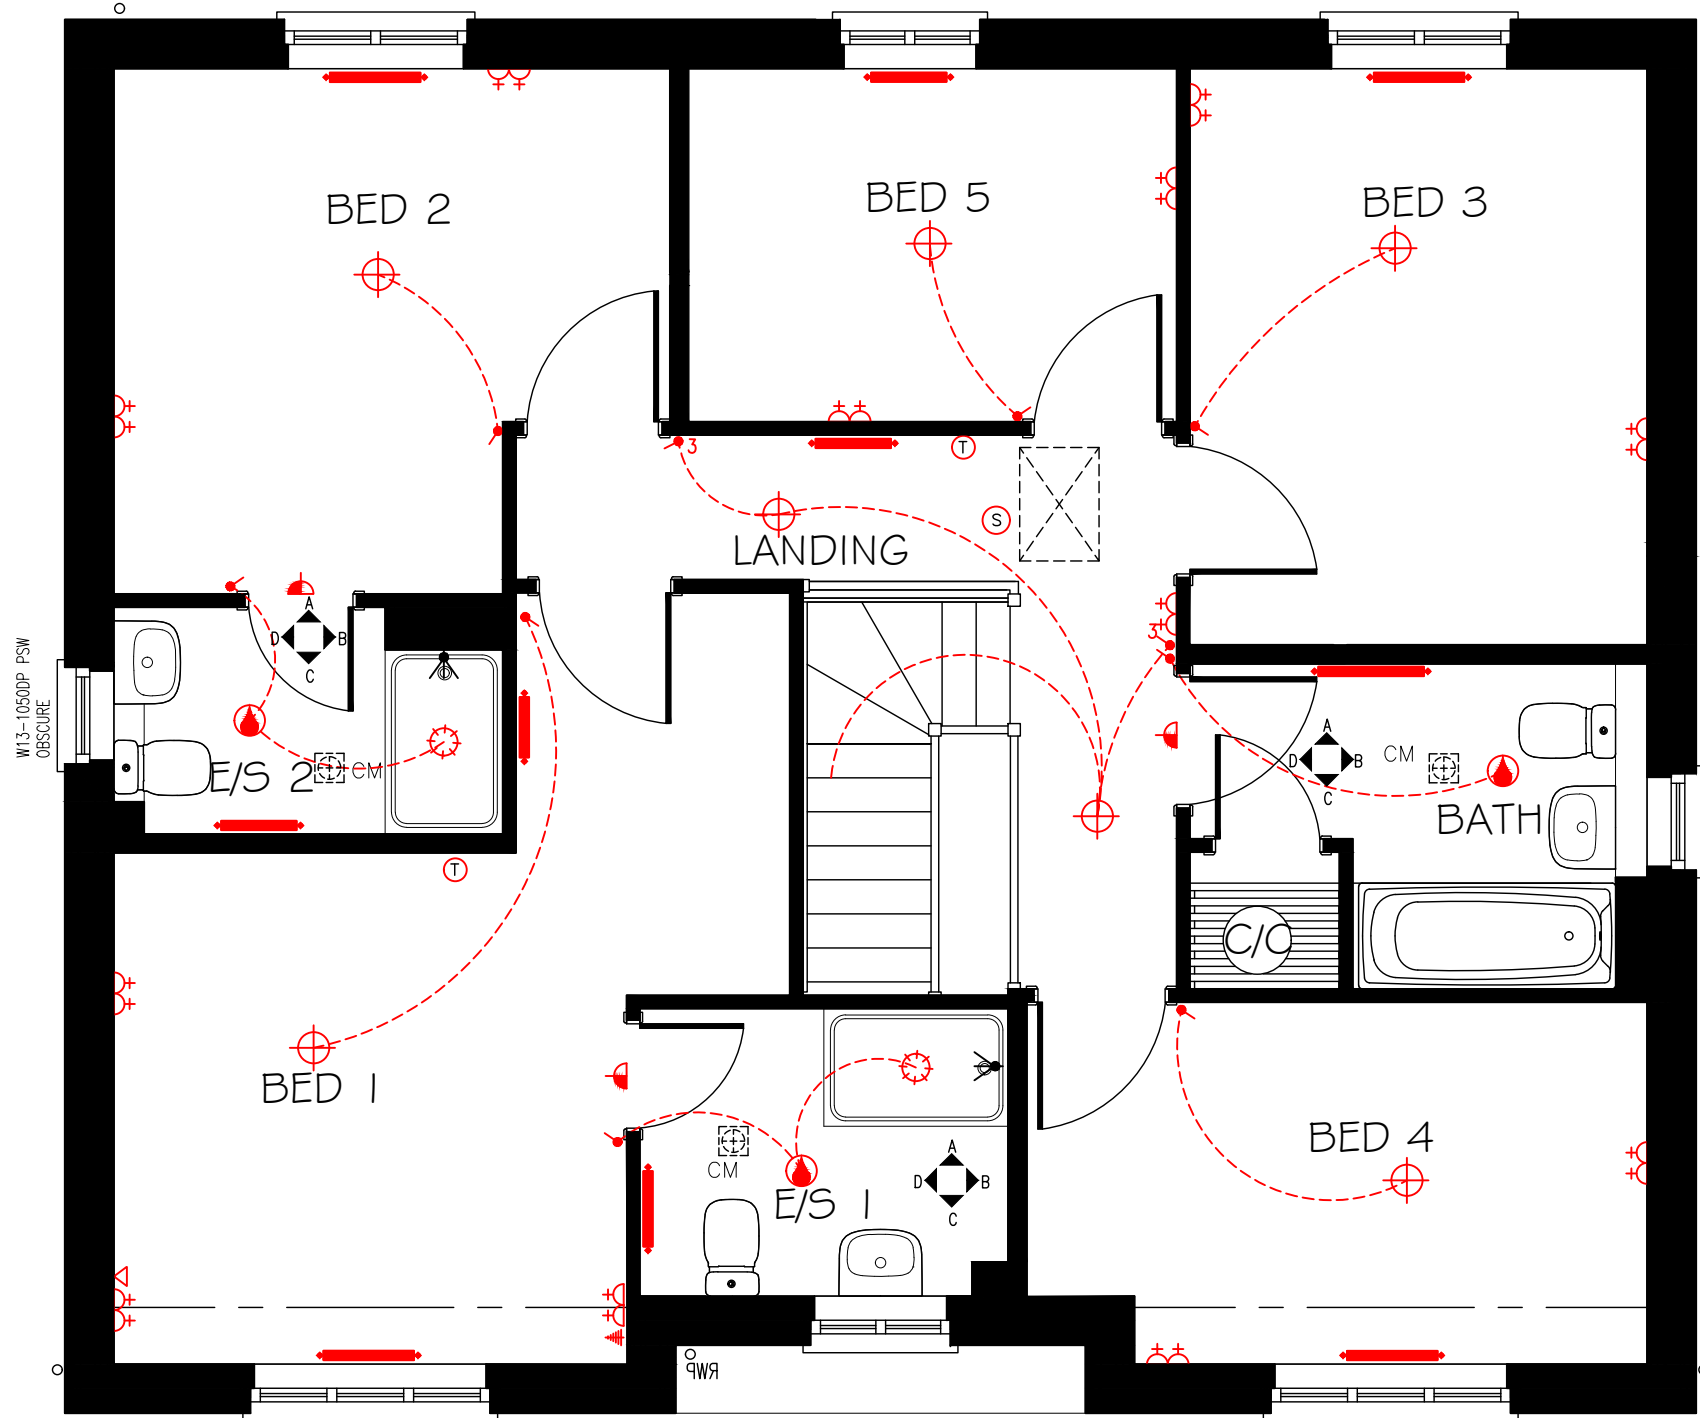 BED 2
BED 5
BED 3
3
T
S
LANDING
A
D B
C
W13-1050DP PSW
OBSCURE
E/S 2
CM
3
A
D B
C
CM
BATH
T
C/C
BED 1
BED 4
CM
E/S 1
A
D B
C
RWP